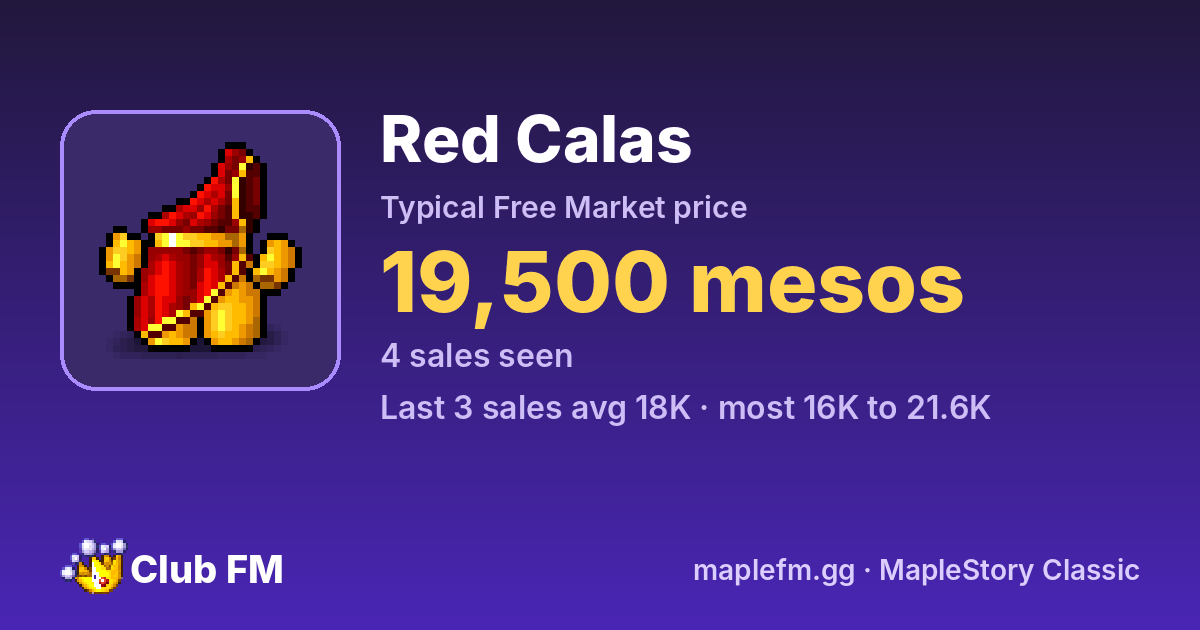 Red Calas
Typical Free Market price
19,500 mesos
4 sales seen
Last 3 sales avg 18K · most 16K to 21.6K
Club FM
maplefm.gg · MapleStory Classic